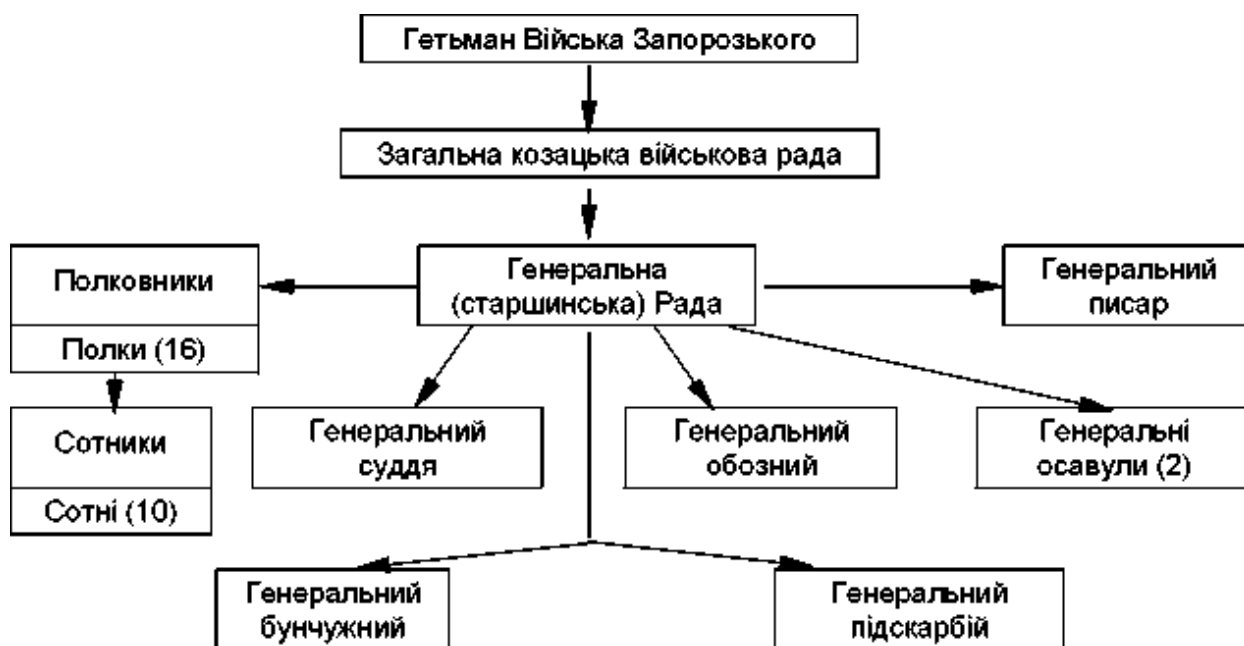 Гетьман Війська Запорозького
Загальна козацька військова рада
Полковники
Полки (16)
Генеральна
(старшинська) Рада
Генеральний
писар
Сотники
Сотні (10)
Генеральний
суддя
Генеральний
обозний
Генеральні
осавули (2)
Генеральний
бунчужний
Генеральний
підскарбій